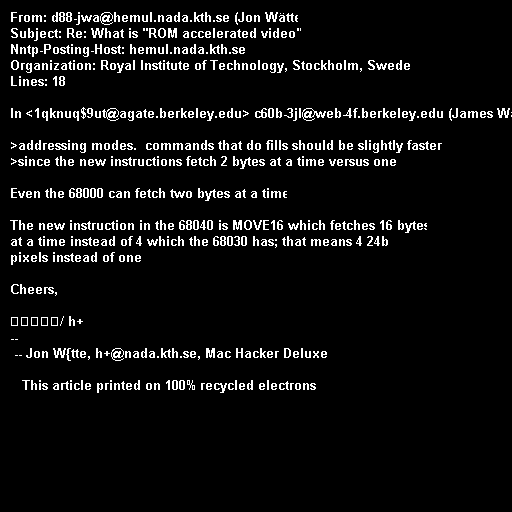 From: d88-jwa@hemul.nada.kth.se (Jon Wätte
Subject: Re: What is "ROM accelerated video"
Nntp-Posting-Host: hemul.nada.kth.se
Organization: Royal Institute of Technology, Stockholm, Swede
Lines: 18
In <1qknuq$9ut@agate.berkeley.edu> c60b-3jl@web-4f.berkeley.edu (James Wa
>addressing modes.  commands that do fills should be slightly faster
>since the new instructions fetch 2 bytes at a time versus one
Even the 68000 can fetch two bytes at a time
The new instruction in the 68040 is MOVE16 which fetches 16 bytes
at a time instead of 4 which the 68030 has; that means 4 24b
pixels instead of one
Cheers,
/ h+
--
-- Jon W{tte, h+@nada.kth.se, Mac Hacker Deluxe
This article printed on 100% recycled electrons